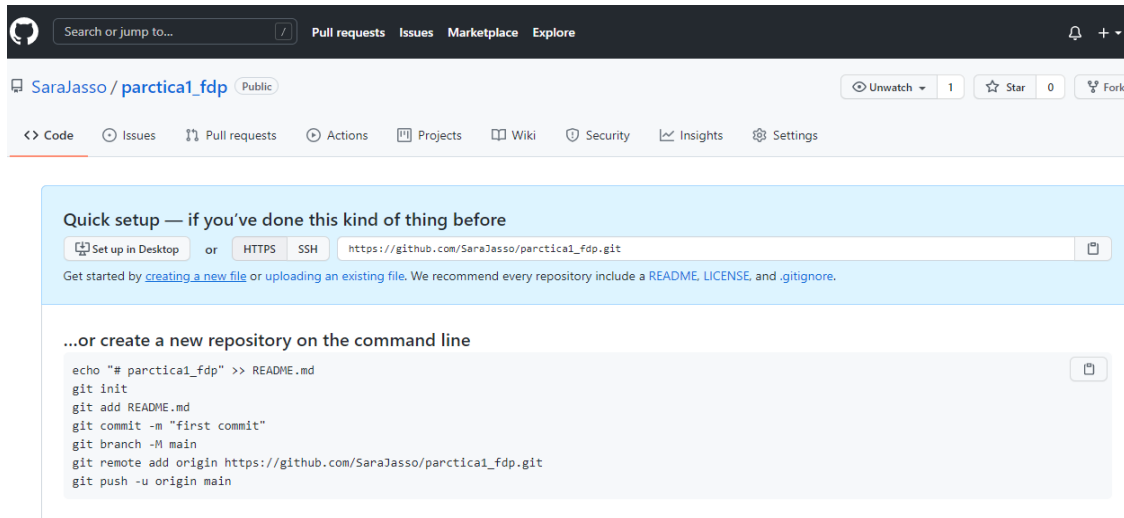 Search or jump to... / Pull requests Issues Marketplace Explore
SaraJasso / parctica1_fdp Public Unwatch 1 Star 0 Fork
<> Code Issues Pull requests Actions Projects Wiki Security Insights Settings
Quick setup — if you’ve done this kind of thing before
Set up in Desktop or HTTPS SSH https://github.com/SaraJasso/parctica1_fdp.git
Get started by creating a new file or uploading an existing file. We recommend every repository include a README, LICENSE, and .gitignore.
…or create a new repository on the command line
echo "# parctica1_fdp" >> README.md
git init
git add README.md
git commit -m "first commit"
git branch -M main
git remote add origin https://github.com/SaraJasso/parctica1_fdp.git
git push -u origin main